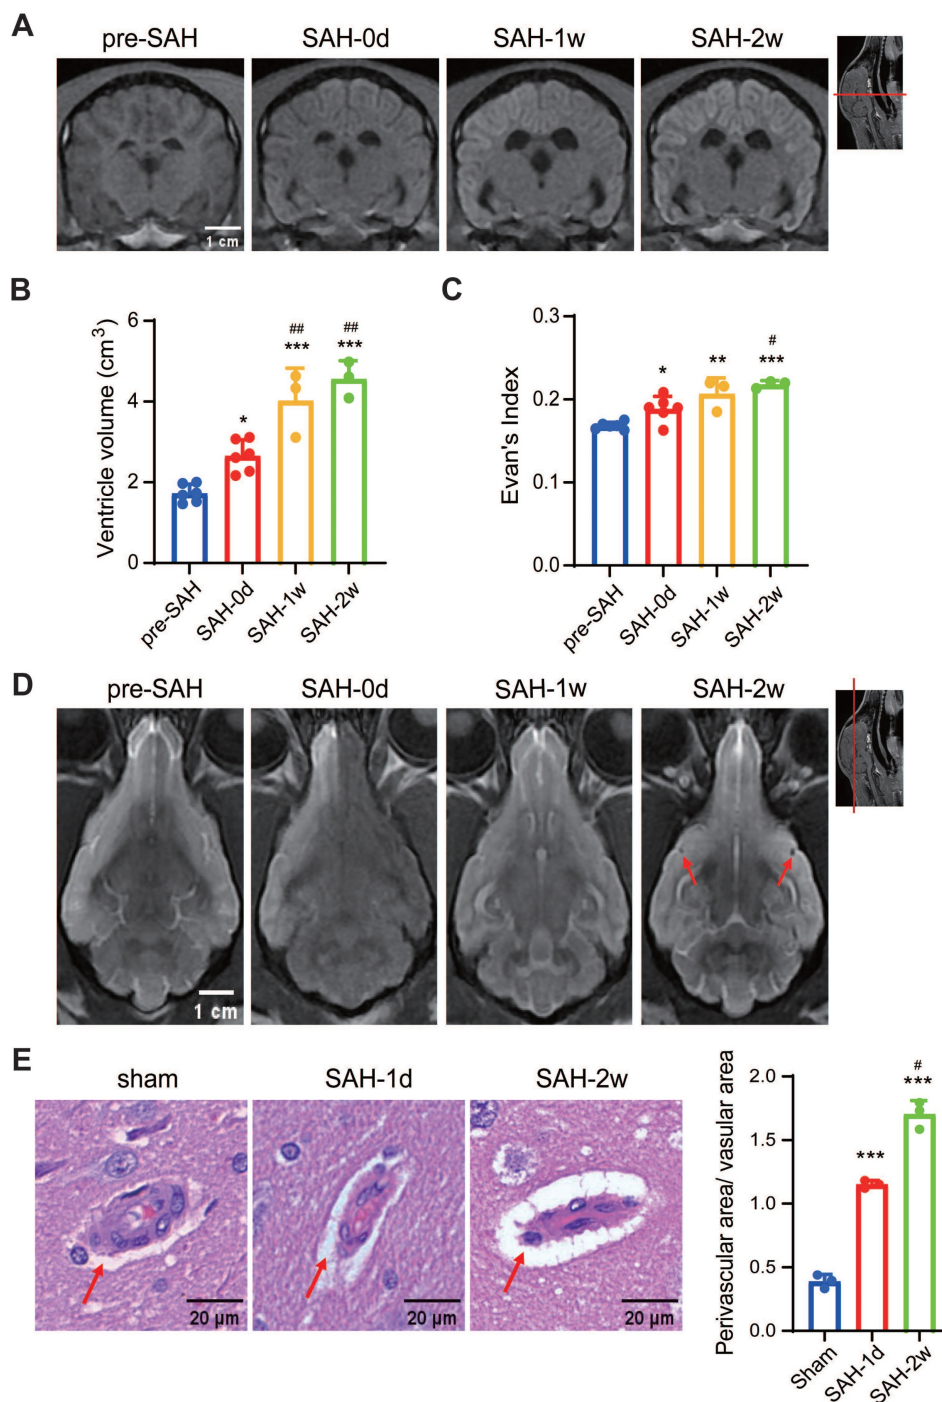 A
pre-SAH SAH-0d SAH-1w SAH-2w
1 cm
B
Ventricle volume (cm3)
6
4
2
0
*
##
***
##
***
pre-SAH
SAH-0d
SAH-1w
SAH-2w
C
Evan's Index
0.3
0.2
0.1
0.0
*
**
#
***
pre-SAH
SAH-0d
SAH-1w
SAH-2w
D
pre-SAH SAH-0d SAH-1w SAH-2w
1 cm
E
sham SAH-1d SAH-2w
20 μm 20 μm 20 μm
Perivascular area/ vasular area
2.0
1.5
1.0
0.5
0.0
***
#
***
Sham
SAH-1d
SAH-2w